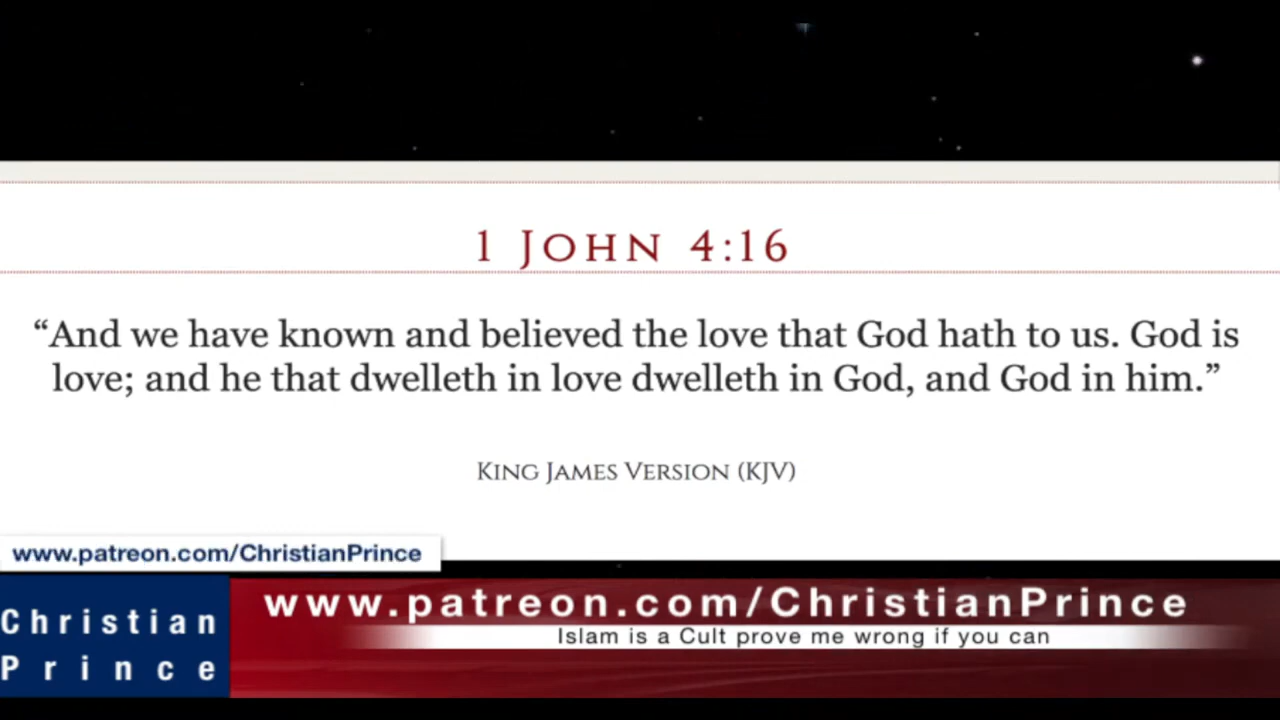 1 John 4:16
“And we have known and believed the love that God hath to us. God is
love; and he that dwelleth in love dwelleth in God, and God in him.”
King James Version (KJV)
www.patreon.com/ChristianPrince
Christian
Prince
www.patreon.com/ChristianPrince
Islam is a Cult prove me wrong if you can